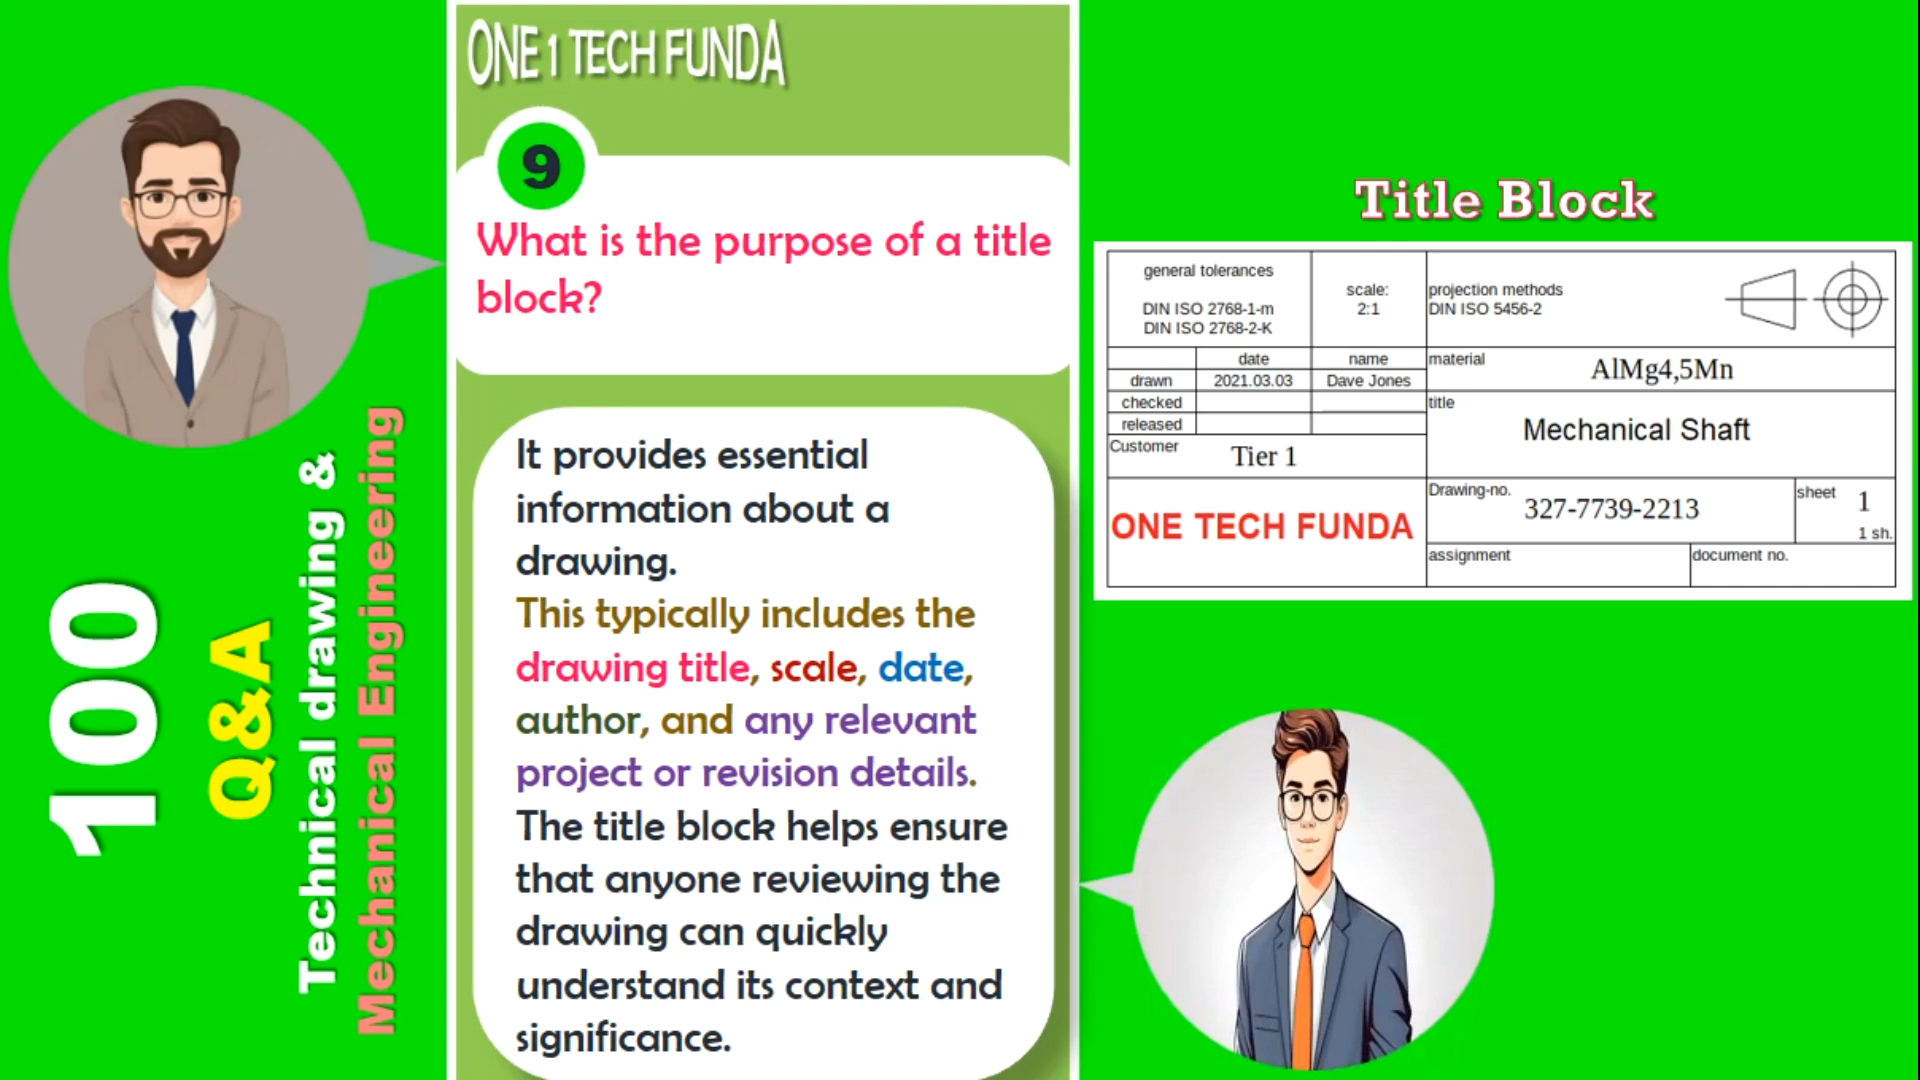 100
Q&A
Technical drawing &
Mechanical Engineering
ONE 1 TECH FUNDA
9
What is the purpose of a title
block?
It provides essential
information about a
drawing.
This typically includes the
drawing title, scale, date,
author, and any relevant
project or revision details.
The title block helps ensure
that anyone reviewing the
drawing can quickly
understand its context and
significance.
Title Block
general tolerances
DIN ISO 2768-1-m
DIN ISO 2768-2-K
scale:
2:1
projection methods
DIN ISO 5456-2
date name
drawn 2021.03.03 Dave Jones
checked
released
Customer
Tier 1
material
AlMg4,5Mn
title
Mechanical Shaft
ONE TECH FUNDA
Drawing-no.
327-7739-2213
sheet 1
1 sh.
assignment
document no.